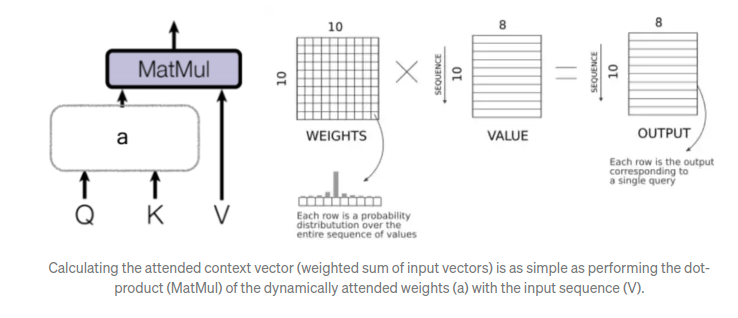 MatMul
a
Q
K
V
10
10
WEIGHTS
Each row is a probability
distributution over the
entire sequence of values
8
SEQUENCE
10
VALUE
8
SEQUENCE
10
OUTPUT
Each row is the output
corresponding to
a single query
Calculating the attended context vector (weighted sum of input vectors) is as simple as performing the dot-
product (MatMul) of the dynamically attended weights (a) with the input sequence (V).